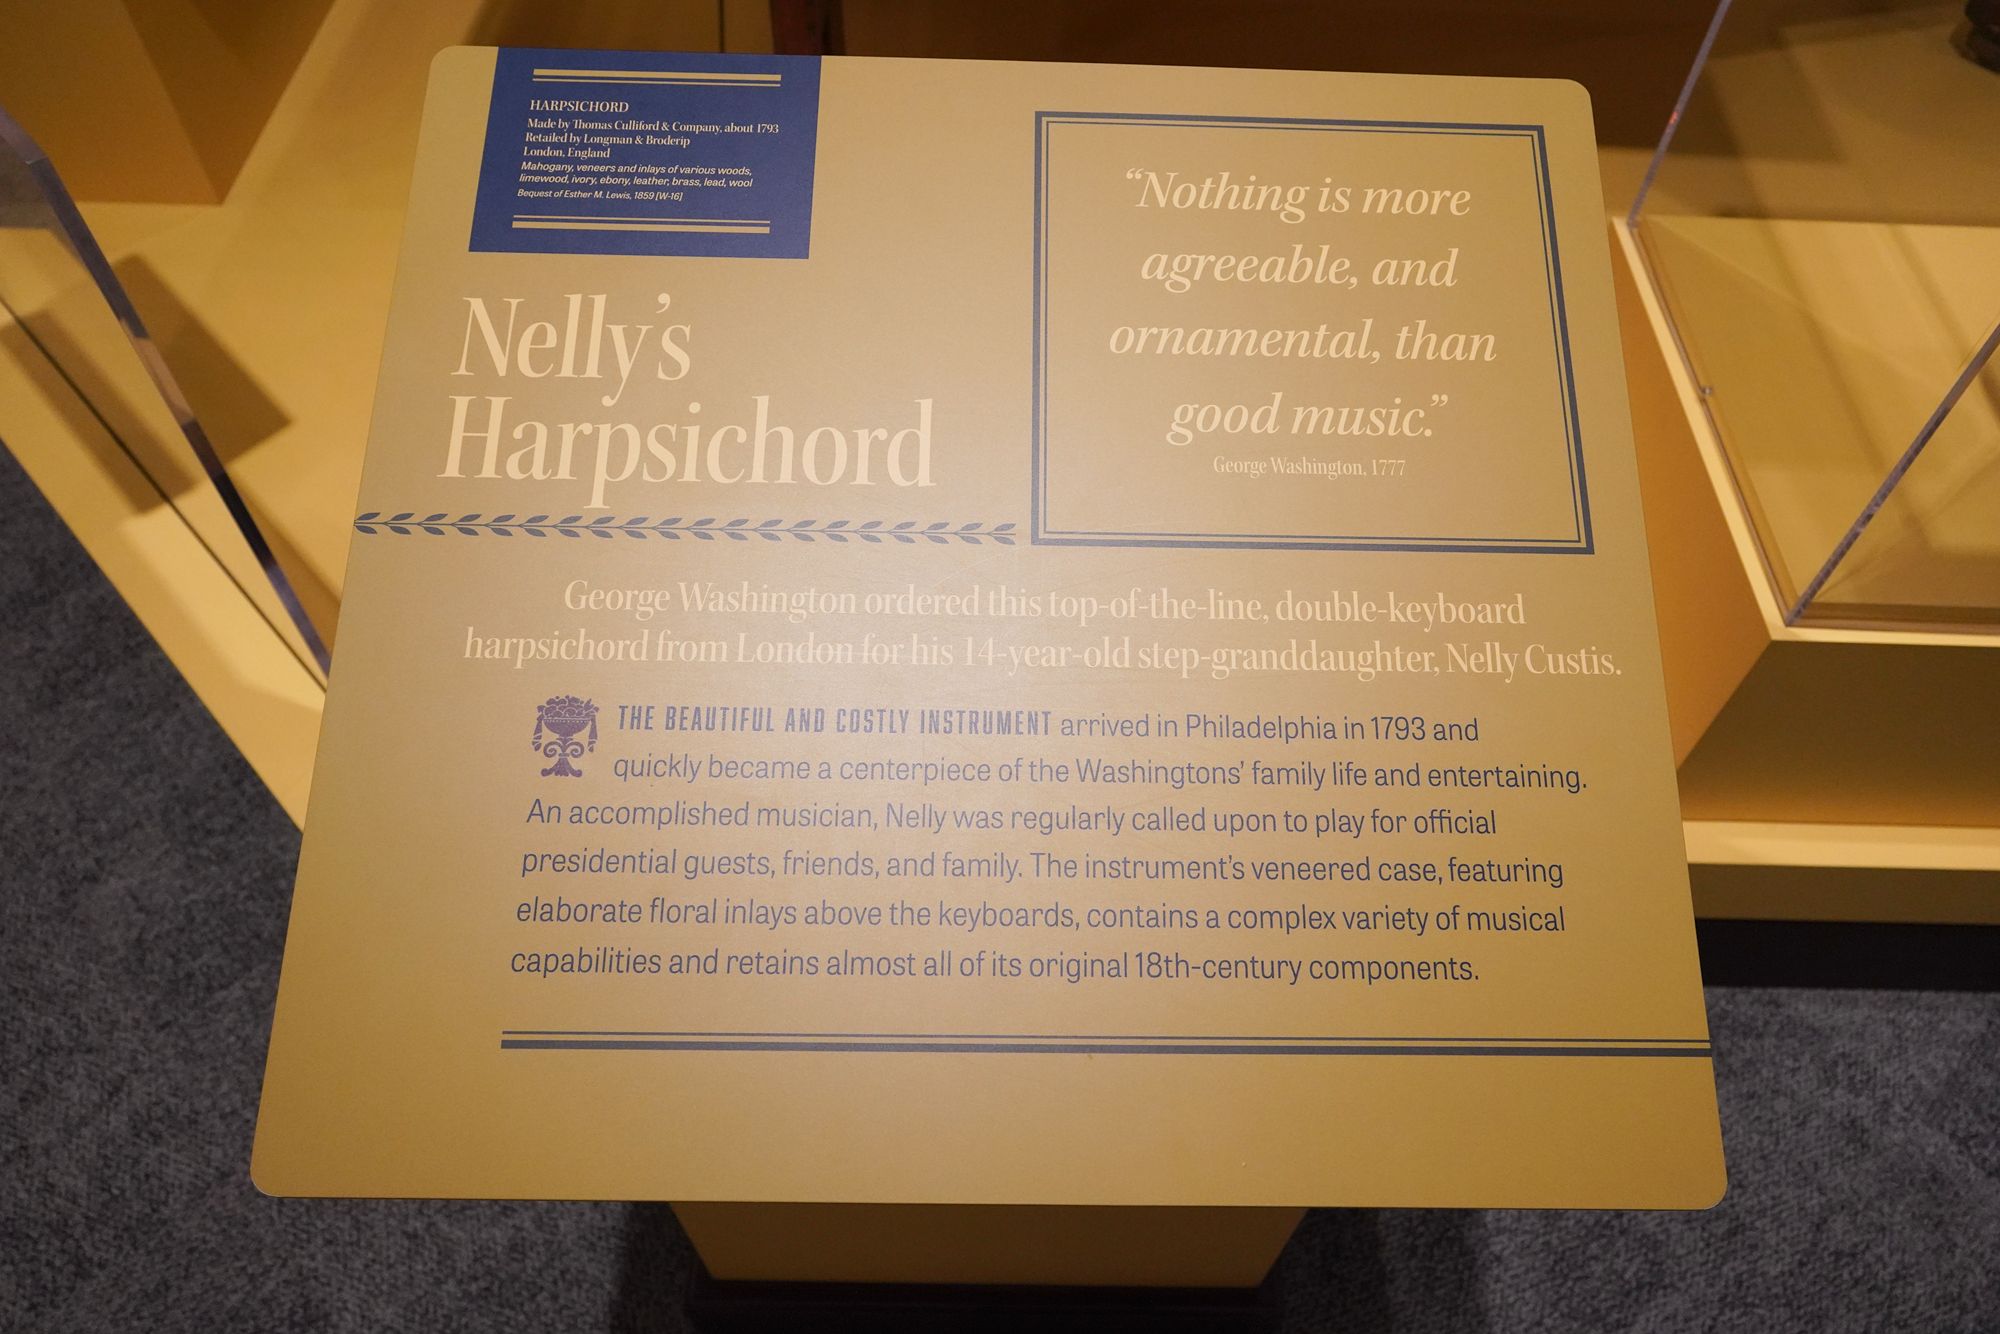 HARPSICHORD
Made by Thomas Culliford & Company, about 1793
Retailed by Longman & Broderip
London, England
Mahogany, veneers and inlays of various woods,
limewood, ivory, ebony, leather, brass, lead, wool
Bequest of Esther M. Lewis, 1859 [W-16]
Nelly's
Harpsichord
“Nothing is more
agreeable, and
ornamental, than
good music.”
George Washington, 1777
George Washington ordered this top-of-the-line, double-keyboard
harpsichord from London for his 14-year-old step-granddaughter, Nelly Custis.
THE BEAUTIFUL AND COSTLY INSTRUMENT arrived in Philadelphia in 1793 and
quickly became a centerpiece of the Washingtons' family life and entertaining.
An accomplished musician, Nelly was regularly called upon to play for official
presidential guests, friends, and family. The instrument's veneered case, featuring
elaborate floral inlays above the keyboards, contains a complex variety of musical
capabilities and retains almost all of its original 18th-century components.